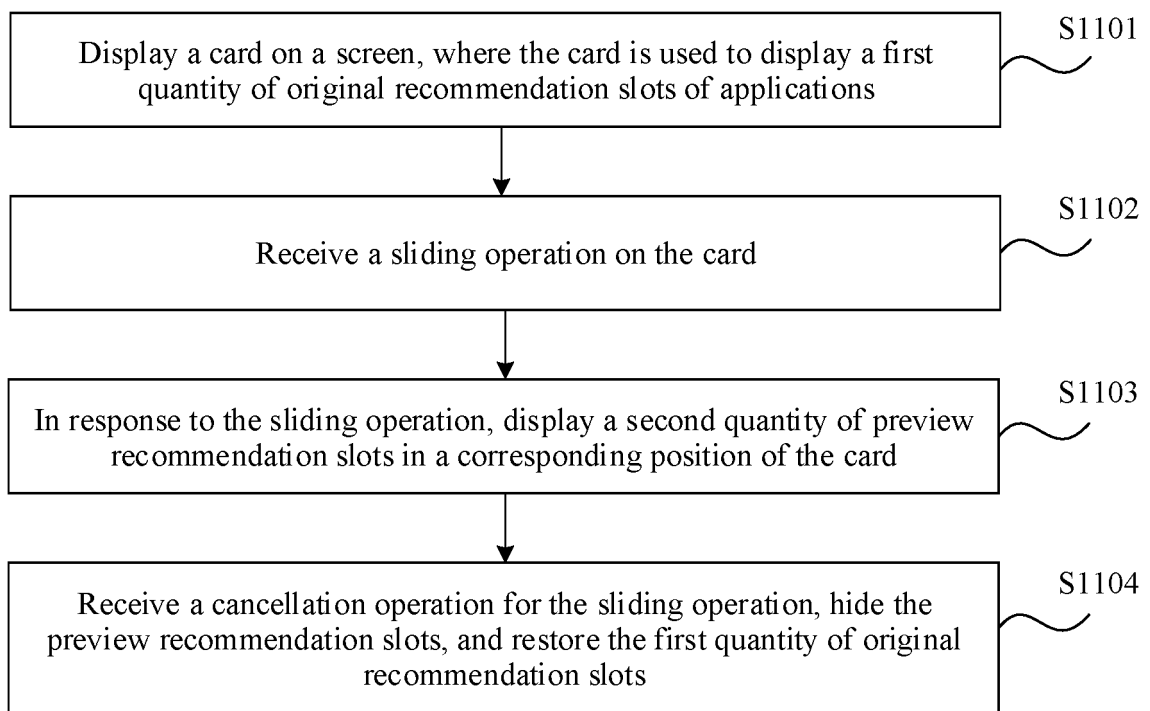 S1101
Display a card on a screen, where the card is used to display a first
quantity of original recommendation slots of applications
S1102
Receive a sliding operation on the card
S1103
In response to the sliding operation, display a second quantity of preview
recommendation slots in a corresponding position of the card
S1104
Receive a cancellation operation for the sliding operation, hide the
preview recommendation slots, and restore the first quantity of original
recommendation slots